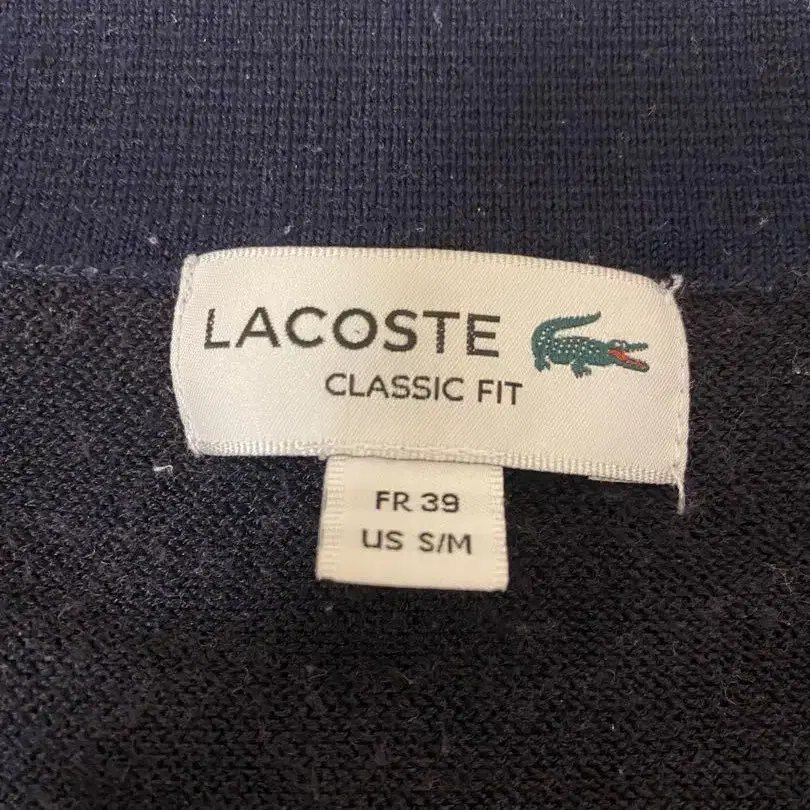 LACOSTE
CLASSIC FIT
FR 39
US S/M